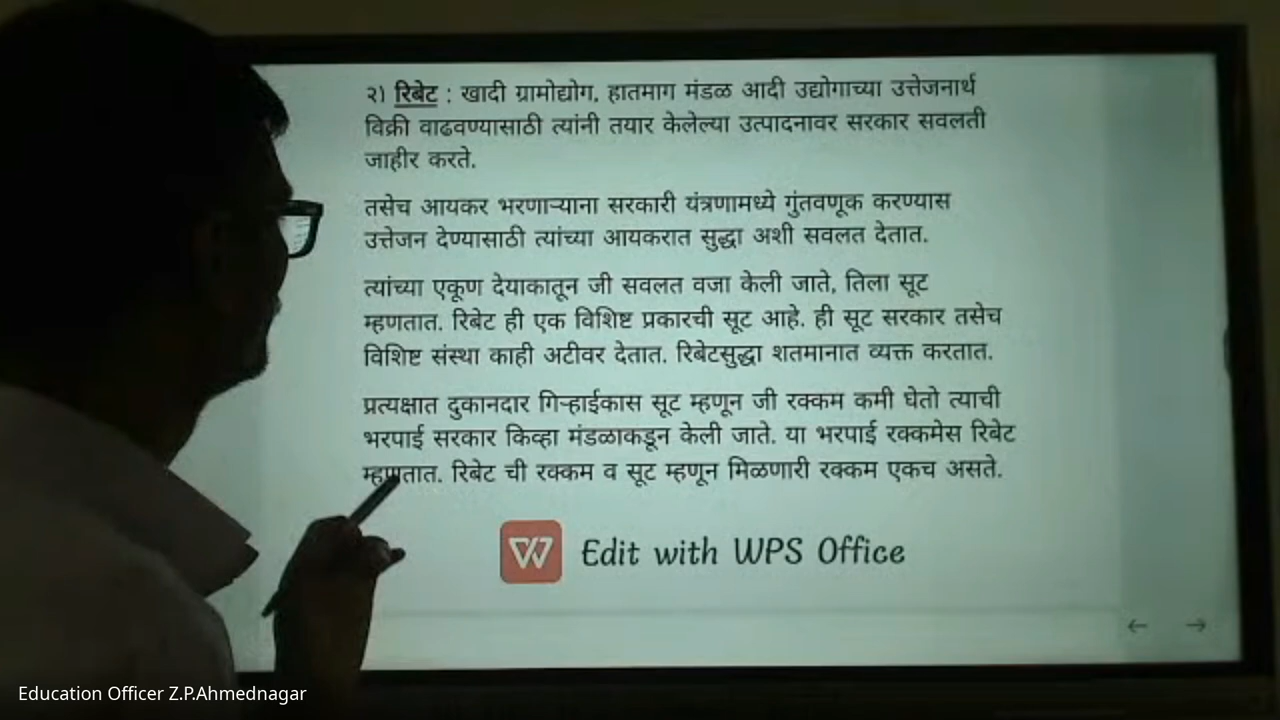 २) रिबेट : खादी ग्रामोद्योग, हातमाग मंडळ आदी उद्योगाच्या उत्तेजनार्थ
विक्री वाढवण्यासाठी त्यांनी तयार केलेल्या उत्पादनावर सरकार सवलती
जाहीर करते.
तसेच आयकर भरणाऱ्याना सरकारी यंत्रणामध्ये गुंतवणूक करण्यास
उत्तेजन देण्यासाठी त्यांच्या आयकरात सुद्धा अशी सवलत देतात.
त्यांच्या एकूण देयाकातून जी सवलत वजा केली जाते, तिला सूट
म्हणतात. रिबेट ही एक विशिष्ट प्रकारची सूट आहे. ही सूट सरकार तसेच
विशिष्ट संस्था काही अटीवर देतात. रिबेटसुद्धा शतमानात व्यक्त करतात.
प्रत्यक्षात दुकानदार गिऱ्हाईकास सूट म्हणून जी रक्कम कमी घेतो त्याची
भरपाई सरकार किंव्हा मंडळाकडून केली जाते. या भरपाई रक्कमेस रिबेट
म्हणतात. रिबेट ची रक्कम व सूट म्हणून मिळणारी रक्कम एकच असते.
Edit with WPS Office
Education Officer Z.P.Ahmednagar